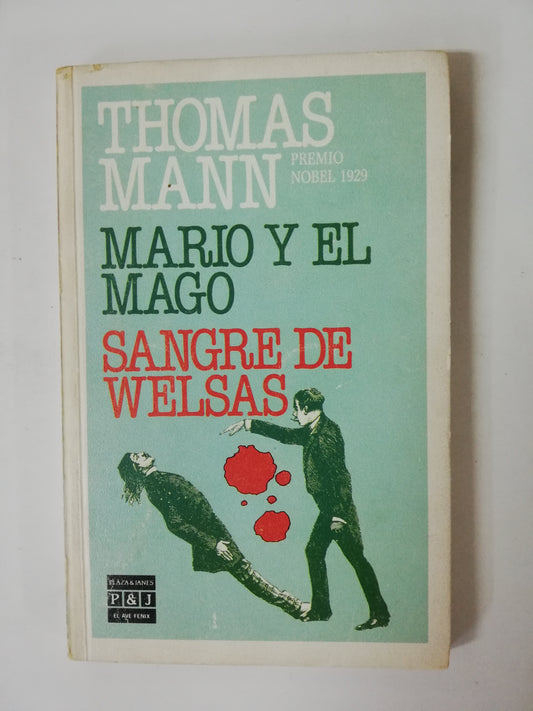 THOMAS
MANN
PREMIO
NOBEL 1929
MARIO Y EL
MAGO
SANGRE DE
WELSAS
PLAZA & JANES
P & J
EL AVE FENIX